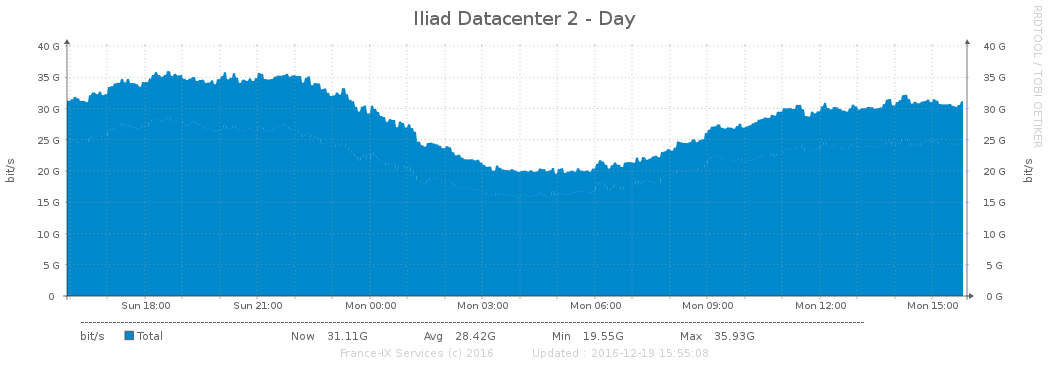 Iliad Datacenter 2 - Day
RRDTOOL / TOBI OETIKER
bit/s
40 G 40 G
35 G 35 G
30 G 30 G
25 G 25 G
20 G 20 G
15 G 15 G
10 G 10 G
5 G 5 G
0 0 G
bit/s
Sun 18:00 Sun 21:00 Mon 00:00 Mon 03:00 Mon 06:00 Mon 09:00 Mon 12:00 Mon 15:00
bit/s Total Now 31.11G Avg 28.42G Min 19.55G Max 35.93G
France-IX Services (c) 2016 Updated : 2016-12-19 15:55:08